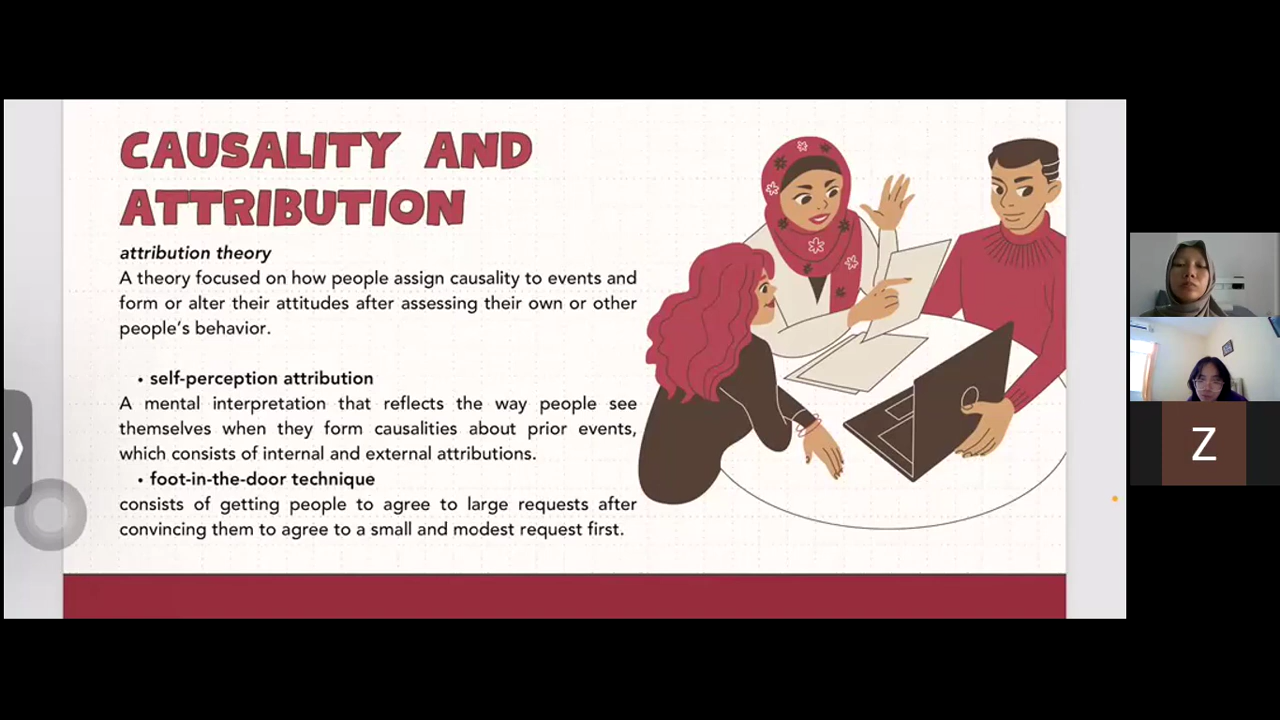 CAUSALITY AND
ATTRIBUTION
attribution theory
A theory focused on how people assign causality to events and
form or alter their attitudes after assessing their own or other
people's behavior.
• self-perception attribution
A mental interpretation that reflects the way people see
themselves when they form causalities about prior events,
which consists of internal and external attributions.
• foot-in-the-door technique
consists of getting people to agree to large requests after
convincing them to agree to a small and modest request first.
Z